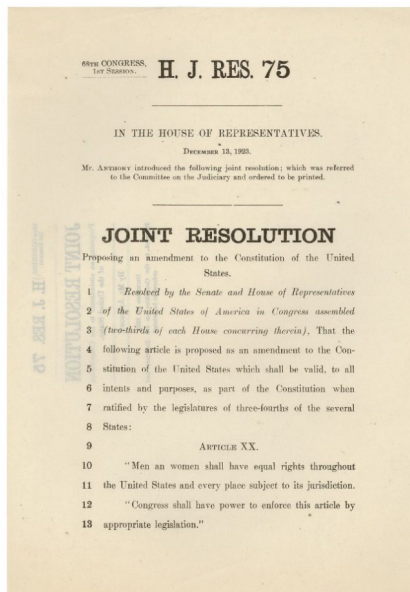 68TH CONGRESS,
1ST SESSION.
H. J. RES. 75
IN THE HOUSE OF REPRESENTATIVES.
DECEMBER 13, 1923.
Mr. ANTHONY introduced the following joint resolution; which was referred
to the Committee on the Judiciary and ordered to be printed.
JOINT RESOLUTION
Proposing an amendment to the Constitution of the United
States.
1 Resolved by the Senate and House of Representatives
2 of the United States of America in Congress assembled
3 (two-thirds of each House concurring therein), That the
4 following article is proposed as an amendment to the Con-
5 stitution of the United States which shall be valid, to all
6 intents and purposes, as part of the Constitution when
7 ratified by the legislatures of three-fourths of the several
8 States:
9 ARTICLE XX.
10 "Men an women shall have equal rights throughout
11 the United States and every place subject to its jurisdiction.
12 "Congress shall have power to enforce this article by
13 appropriate legislation."
H. J. RES. 75
JOINT RESOLUTION